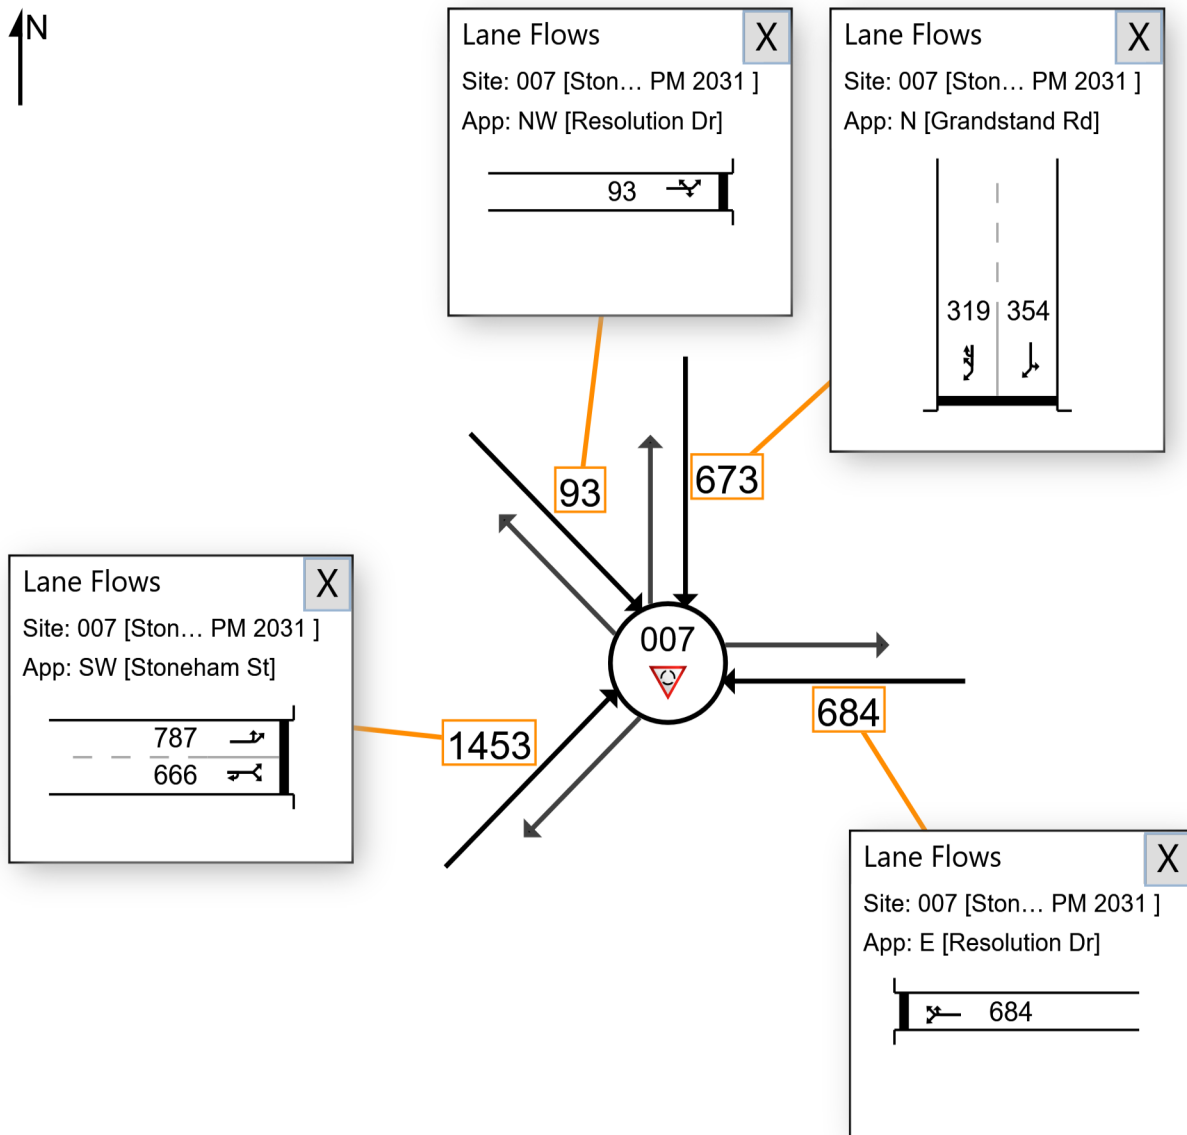 N
Lane Flows
X
Site: 007 [Ston... PM 2031 ]
App: NW [Resolution Dr]
93
Lane Flows
X
Site: 007 [Ston... PM 2031 ]
App: N [Grandstand Rd]
319 354
93
673
Lane Flows
X
Site: 007 [Ston... PM 2031 ]
App: SW [Stoneham St]
787
666
007
684
1453
Lane Flows
X
Site: 007 [Ston... PM 2031 ]
App: E [Resolution Dr]
684